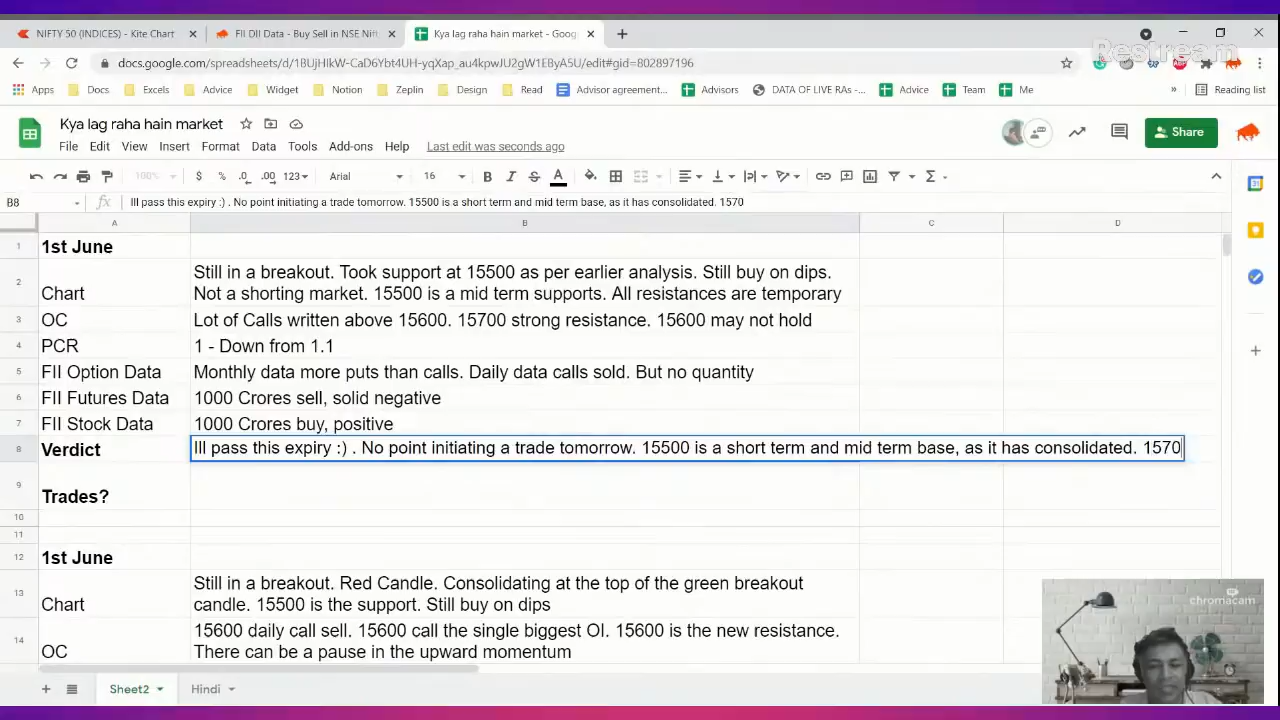 NIFTY 50 (INDICES) - Kite Chart
FII DII Data - Buy Sell in NSE Nift
Kya lag raha hain market - Goog
Restream
docs.google.com/spreadsheets/d/
/edit#gid=802897196
Apps Docs Excels Advice Widget Notion Zeplin Design Read Advisor agreement... Advisors DATA OF LIVE RAs -... Advice Team Me » Reading list
Kya lag raha hain market
File Edit View Insert Format Data Tools Add-ons Help Last edit was seconds ago
Share
100% $ % .0 .00 123 Arial 16 B I S A
B8 fx Ill pass this expiry :) . No point initiating a trade tomorrow. 15500 is a short term and mid term base, as it has consolidated. 1570
A B C D
1 1st June
2 Chart Still in a breakout. Took support at 15500 as per earlier analysis. Still buy on dips.
Not a shorting market. 15500 is a mid term supports. All resistances are temporary
3 OC Lot of Calls written above 15600. 15700 strong resistance. 15600 may not hold
4 PCR 1 - Down from 1.1
5 FII Option Data Monthly data more puts than calls. Daily data calls sold. But no quantity
6 FII Futures Data 1000 Crores sell, solid negative
7 FII Stock Data 1000 Crores buy, positive
8 Verdict Ill pass this expiry :) . No point initiating a trade tomorrow. 15500 is a short term and mid term base, as it has consolidated. 1570
9 Trades?
10
11
12 1st June
13 Chart Still in a breakout. Red Candle. Consolidating at the top of the green breakout
candle. 15500 is the support. Still buy on dips
14 OC 15600 daily call sell. 15600 call the single biggest OI. 15600 is the new resistance.
There can be a pause in the upward momentum
chromacam
Sheet2 Hindi